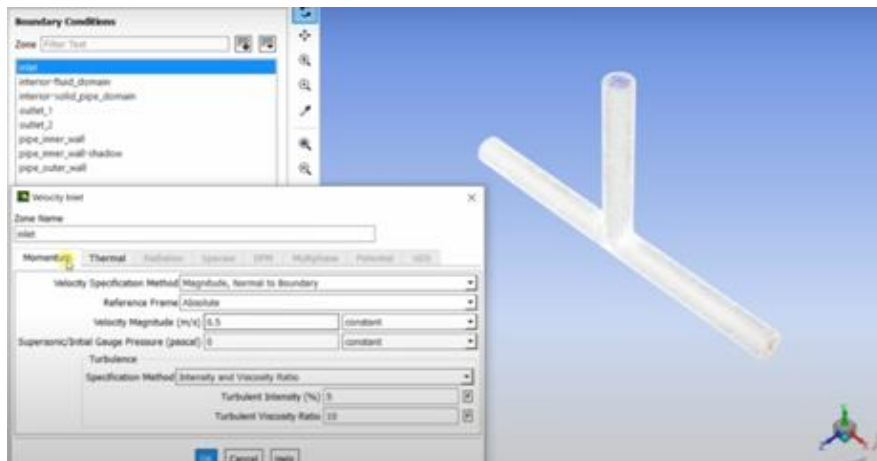 Boundary Conditions
Zone Filter Text
inlet
interior-fluid_domain
interior-solid_pipe_domain
outlet_1
outlet_2
pipe_inner_wall
pipe_inner_wall-shadow
pipe_outer_wall
Velocity Inlet
Zone Name
inlet
Momentum Thermal Radiation Species DPM Multiphase Potential UDS
Velocity Specification Method Magnitude, Normal to Boundary
Reference Frame Absolute
Velocity Magnitude (m/s) 0.5 constant
Supersonic/Initial Gauge Pressure (pascal) 0 constant
Turbulence
Specification Method Intensity and Viscosity Ratio
Turbulent Intensity (%) 5
Turbulent Viscosity Ratio 10
OK Cancel Help